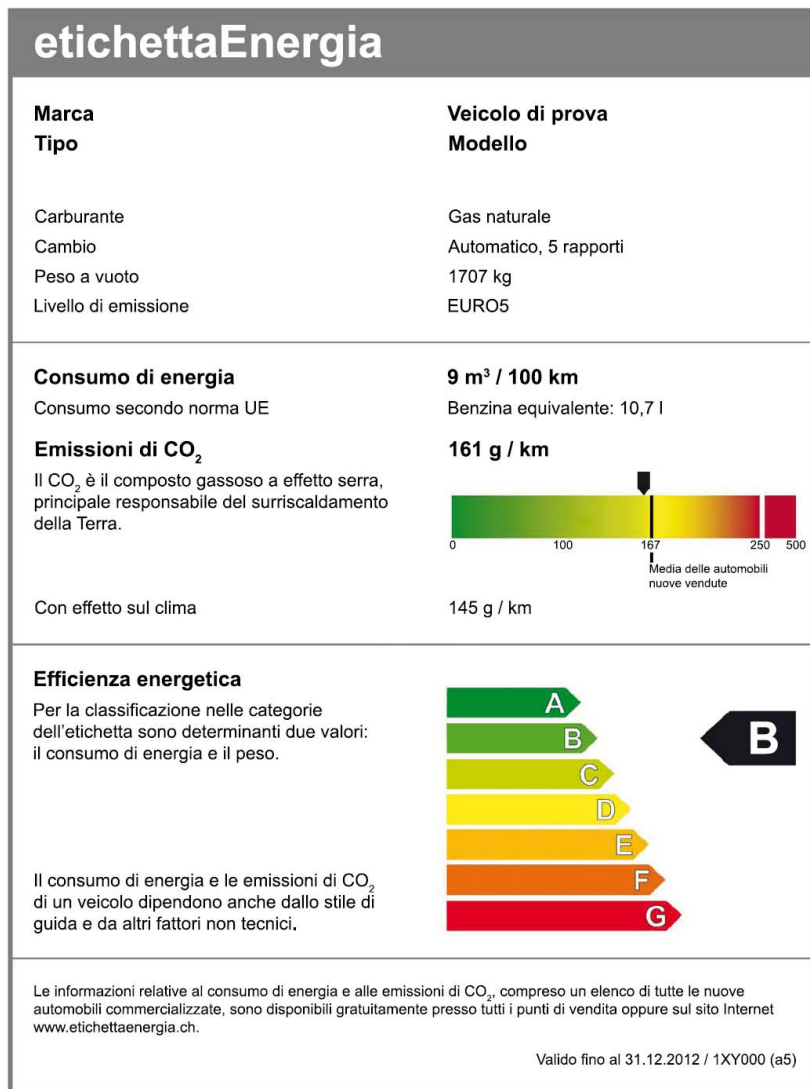 etichettaEnergia
Marca Veicolo di prova
Tipo Modello
Carburante Gas naturale
Cambio Automatico, 5 rapporti
Peso a vuoto 1707 kg
Livello di emissione EURO5
Consumo di energia 9 m³ / 100 km
Consumo secondo norma UE Benzina equivalente: 10,7 l
Emissioni di CO₂ 161 g / km
Il CO₂ è il composto gassoso a effetto serra,
principale responsabile del surriscaldamento
della Terra.
0 100 167 250 500
Media delle automobili
nuove vendute
Con effetto sul clima 145 g / km
Efficienza energetica
Per la classificazione nelle categorie
dell'etichetta sono determinanti due valori:
il consumo di energia e il peso.
A
B
B
C
D
E
F
G
Il consumo di energia e le emissioni di CO₂
di un veicolo dipendono anche dallo stile di
guida e da altri fattori non tecnici.
Le informazioni relative al consumo di energia e alle emissioni di CO₂, compreso un elenco di tutte le nuove
automobili commercializzate, sono disponibili gratuitamente presso tutti i punti di vendita oppure sul sito Internet
www.etichettaenergia.ch.
Valido fino al 31.12.2012 / 1XY000 (a5)